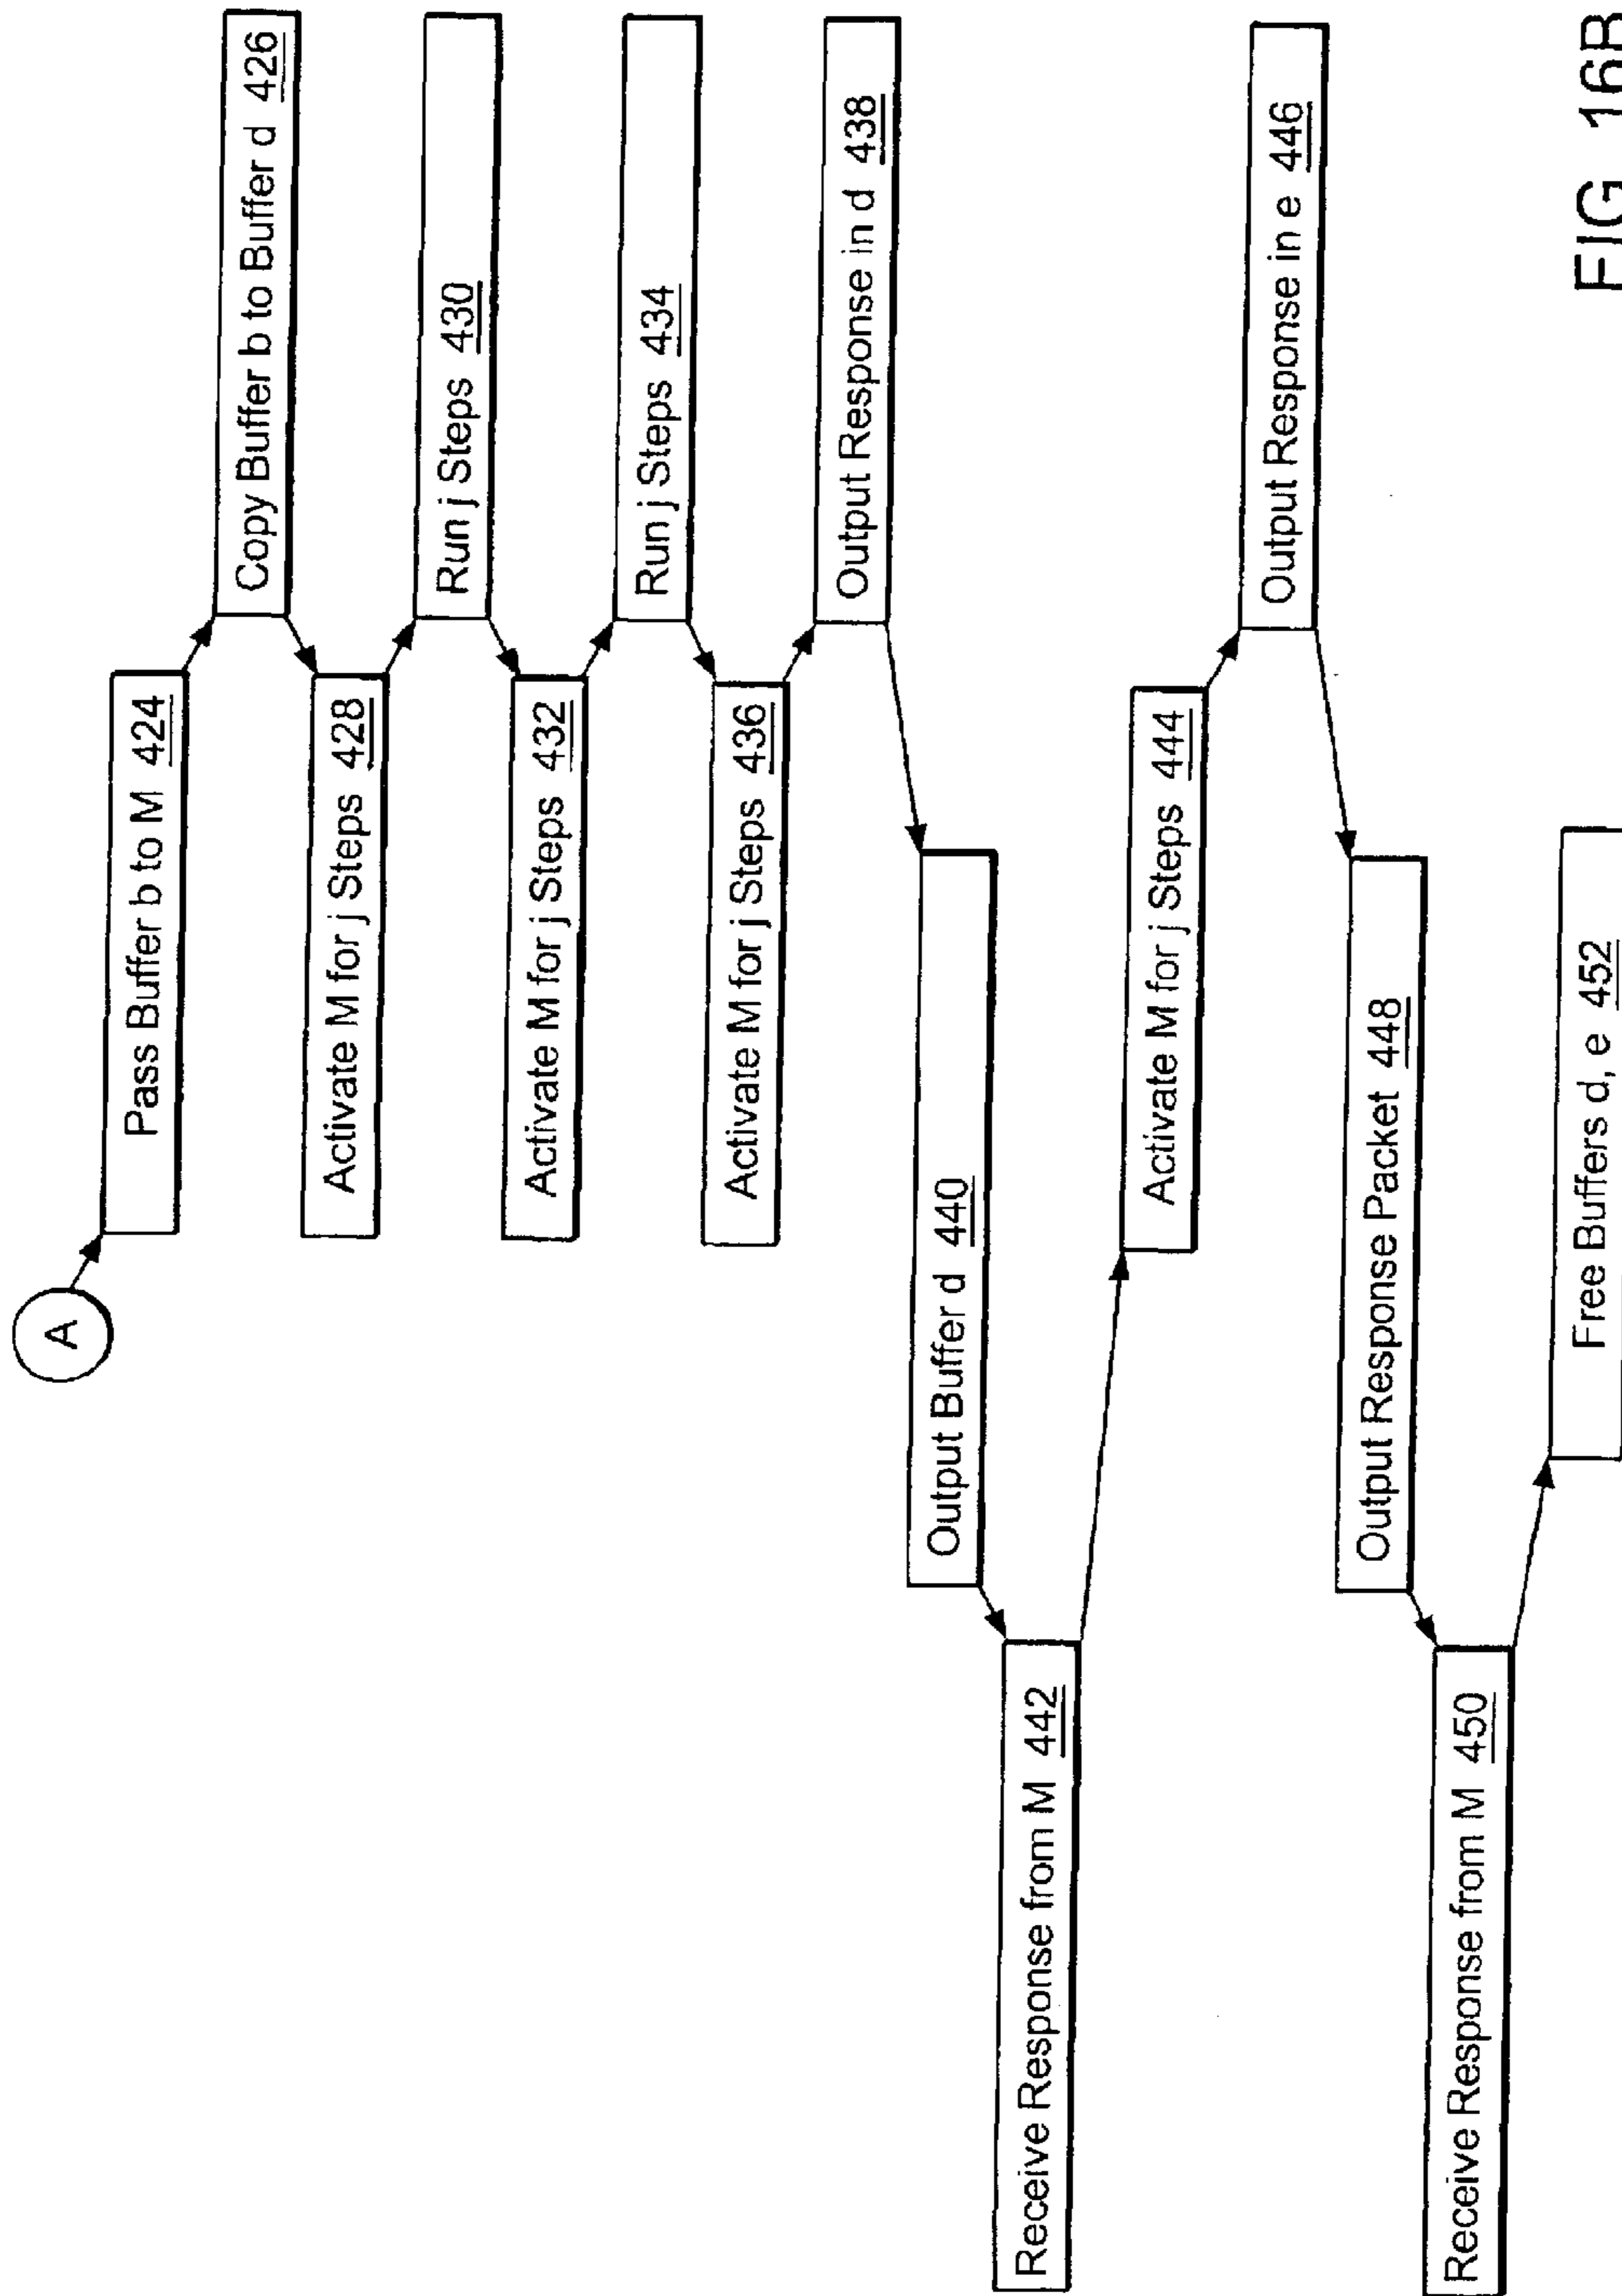 A
Pass Buffer b to M 424
Copy Buffer b to Buffer d 426
Activate M for j Steps 428
Run j Steps 430
Activate M for j Steps 432
Run j Steps 434
Activate M for j Steps 436
Output Response in d 438
Output Buffer d 440
Receive Response from M 442
Activate M for j Steps 444
Output Response in e 446
Output Response Packet 448
Receive Response from M 450
Free Buffers d, e 452
FIG 16B